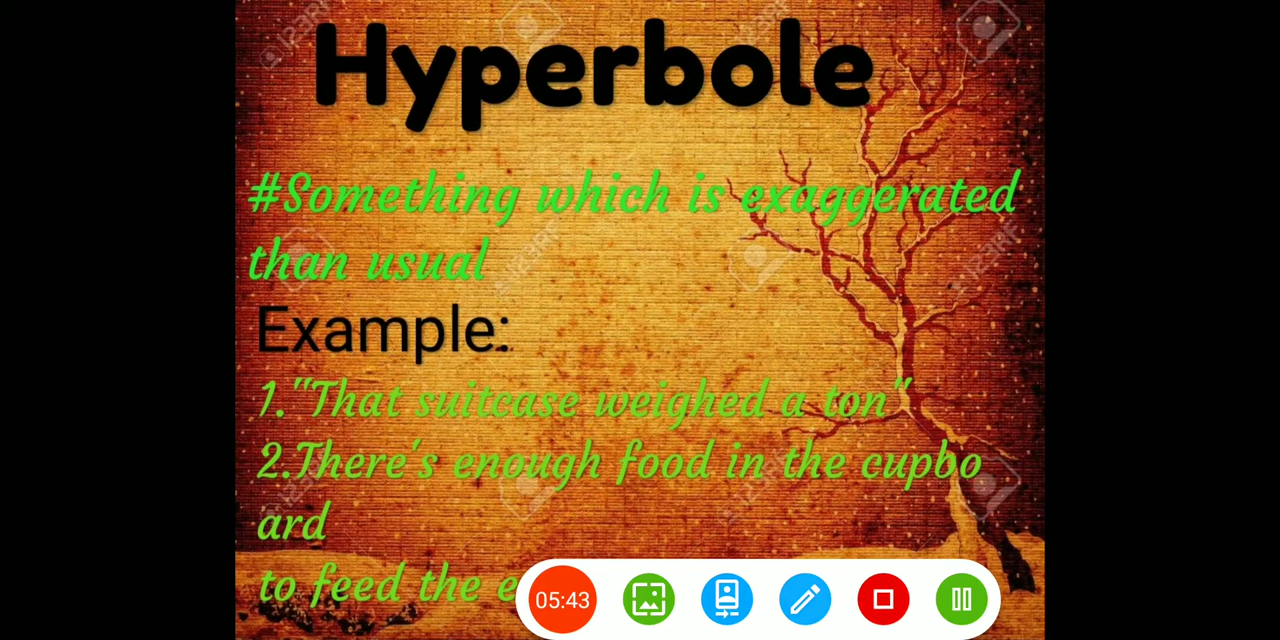 Hyperbole
#Something which is exaggerated
than usual
Example:
1."That suitcase weighed a ton"
2.There's enough food in the cupbo
ard
to feed the
05:43
123RF